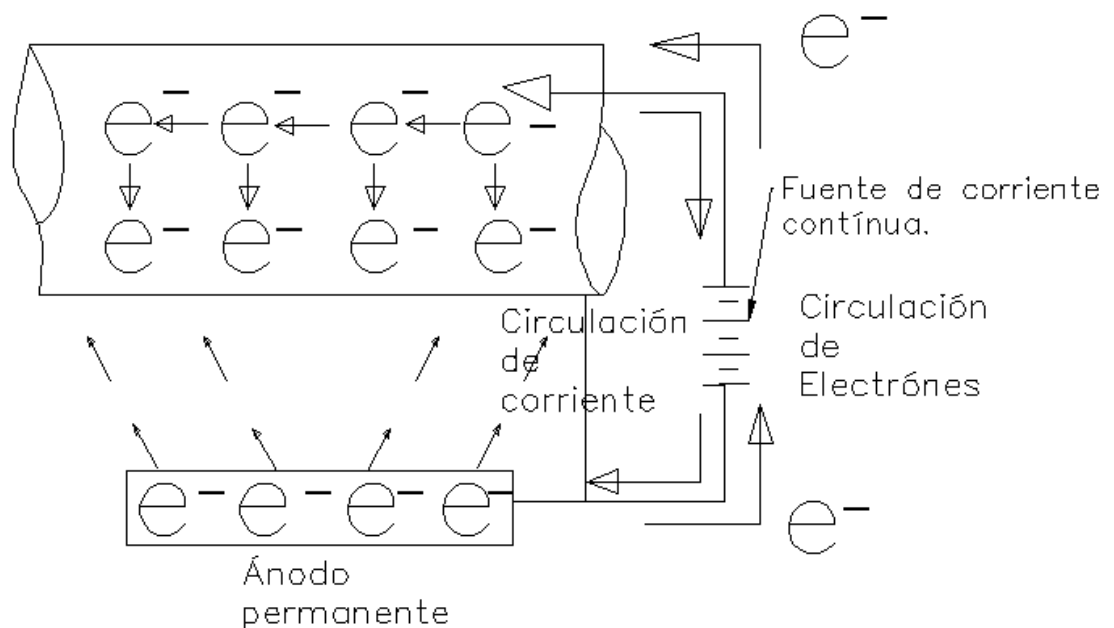 e−
e− e− e− e−
e− e− e− e−
Fuente de corriente
contínua.
Circulación
de
corriente
Circulación
de
Electrónes
e− e− e− e−
e−
Ánodo
permanente